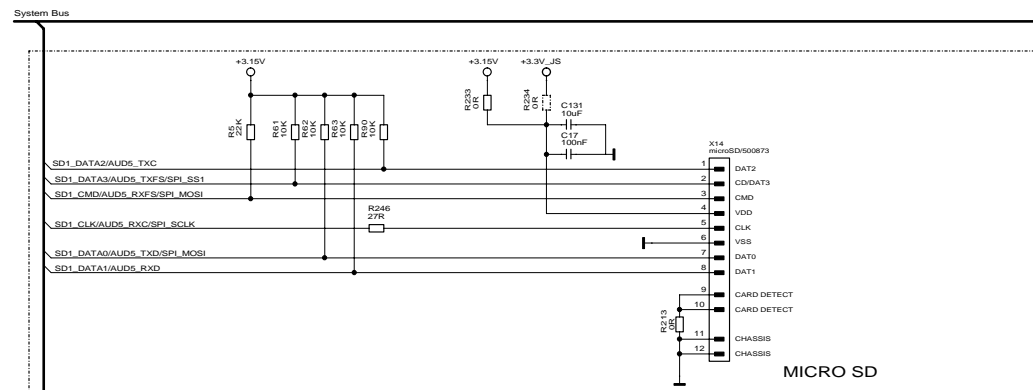 System Bus
+3.15V
+3.15V
+3.3V_JS
R5
22K
R61
10K
R62
10K
R63
10K
R90
10K
R233
0R
R234
0R
C131
10uF
C17
100nF
X14
microSD/500873
SD1_DATA2/AUD5_TXC
1 DAT2
SD1_DATA3/AUD5_TXFS/SPI_SS1
2 CD/DAT3
SD1_CMD/AUD5_RXFS/SPI_MOSI
3 CMD
4 VDD
R246
27R
SD1_CLK/AUD5_RXC/SPI_SCLK
5 CLK
6 VSS
SD1_DATA0/AUD5_TXD/SPI_MOSI
7 DAT0
SD1_DATA1/AUD5_RXD
8 DAT1
9 CARD DETECT
10 CARD DETECT
R213
0R
11 CHASSIS
12 CHASSIS
MICRO SD